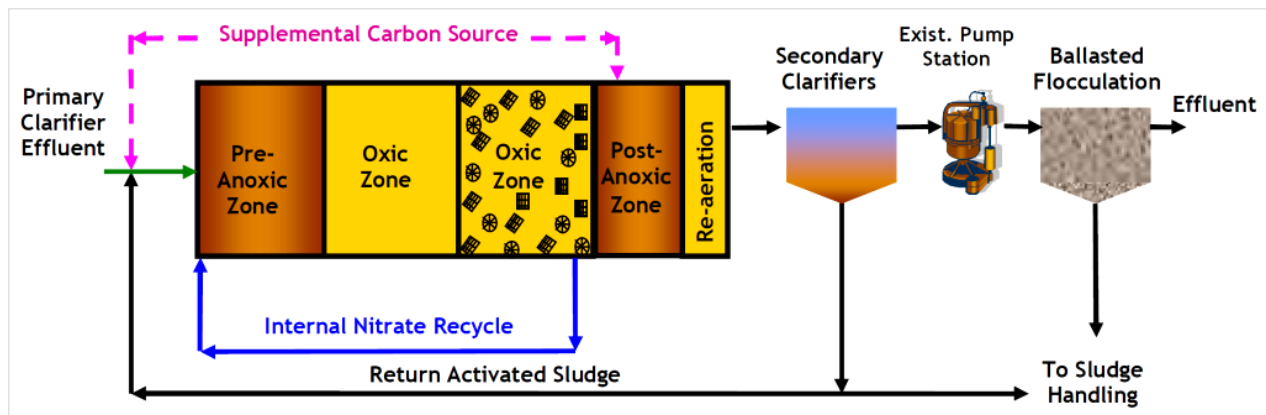 Supplemental Carbon Source
Primary
Clarifier
Effluent
Pre-
Anoxic
Zone
Oxic
Zone
Oxic
Zone
Post-
Anoxic
Zone
Re-aeration
Secondary
Clarifiers
Exist. Pump
Station
Ballasted
Flocculation
Effluent
Internal Nitrate Recycle
Return Activated Sludge
To Sludge
Handling